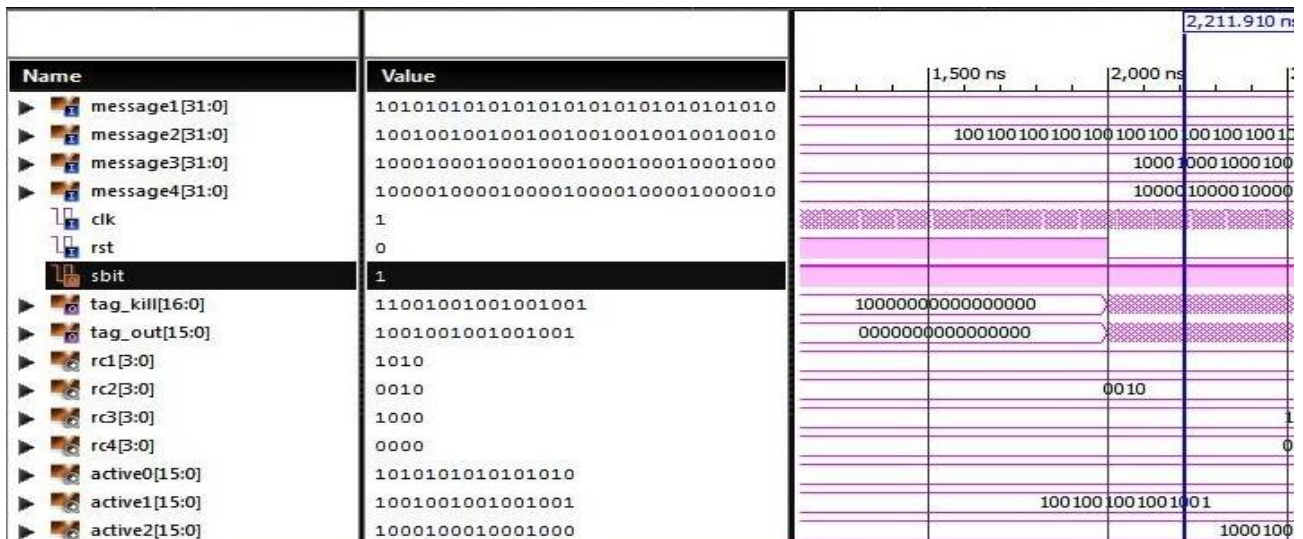 2,211.910 ns
Name Value 1,500 ns 2,000 ns
message1[31:0] 10101010101010101010101010101010
message2[31:0] 10010010010010010010010010010010 10010010010010010010010010010010
message3[31:0] 10001000100010001000100010001000 100010001000100
message4[31:0] 10000100001000010000100001000010 100001000010000
clk 1
rst 0
sbit 1
tag_kill[16:0] 11001001001001001 10000000000000000
tag_out[15:0] 1001001001001001 0000000000000000
rc1[3:0] 1010
rc2[3:0] 0010 0010
rc3[3:0] 1000 1
rc4[3:0] 0000 0
active0[15:0] 1010101010101010
active1[15:0] 1001001001001001 1001001001001001
active2[15:0] 1000100010001000 1000100